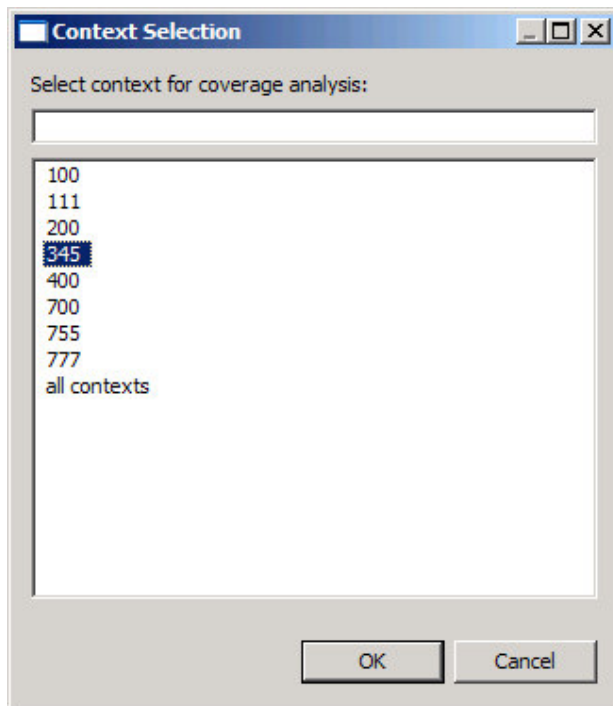 Context Selection
Select context for coverage analysis:
100
111
200
345
400
700
755
777
all contexts
OK Cancel